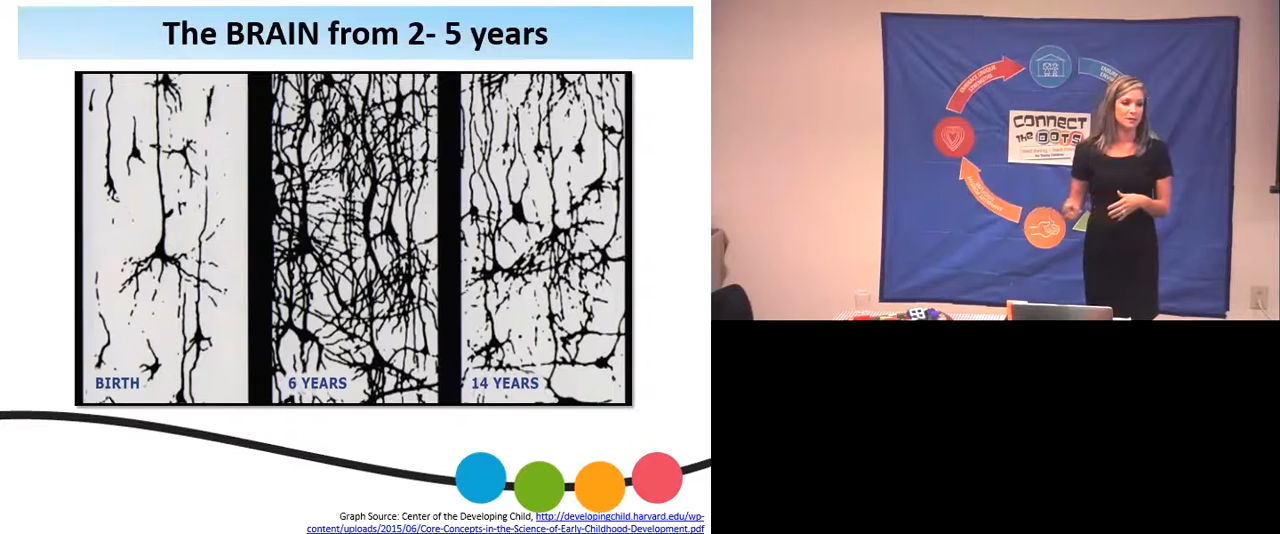 The BRAIN from 2- 5 years
BIRTH
6 YEARS
14 YEARS
Graph Source: Center of the Developing Child, http://developingchild.harvard.edu/wp-
content/uploads/2015/06/Core-Concepts-in-the-Science-of-Early-Childhood-Development.pdf
CONNECT
the DOTS